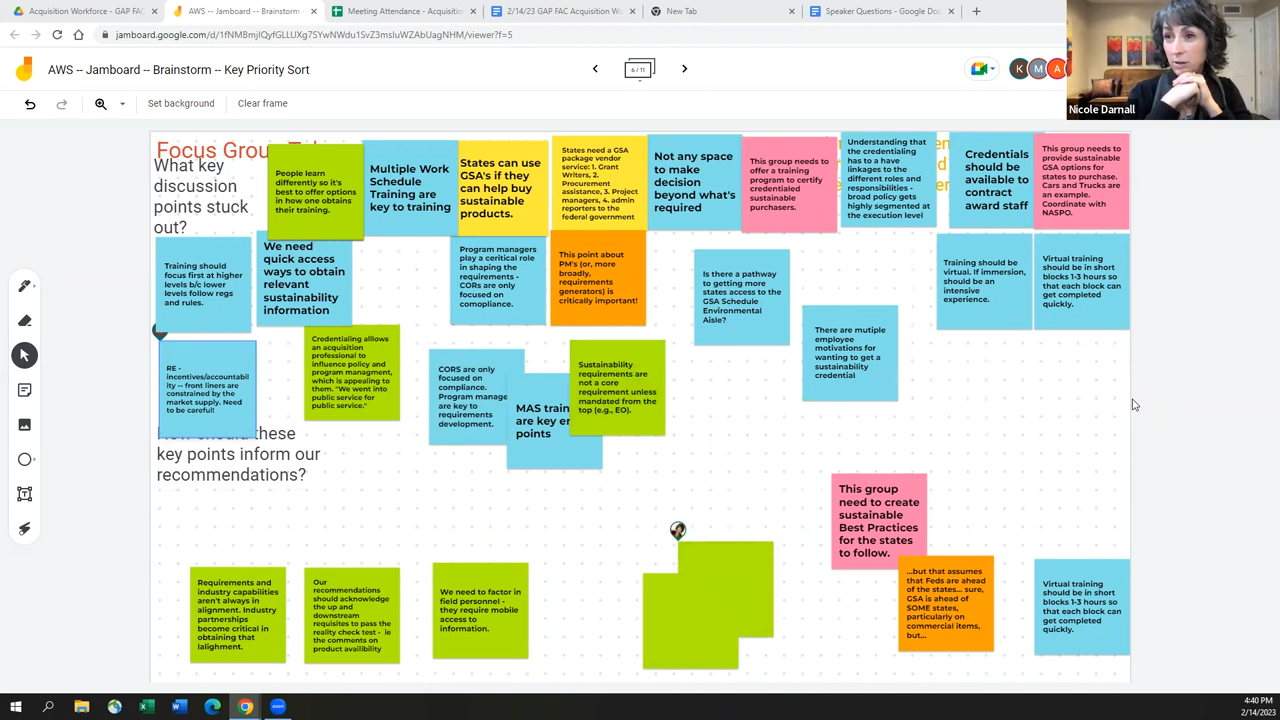 Acquisition Workforce - GAP FAC
AWS -- Jamboard -- Brainstorm -
Meeting Attendance - Acquisitio
2/14/23 GAP FAC Acquisition Wo
New Tab
Speaker Questions - Google Doc
AWS -- Jamboard -- Brainstorm -- Key Priority Sort
6 / 11
K
M
A
Nicole Darnall
Set background
Clear frame
What key
discussion
points stuck
out?
People learn
differently so it's
best to offer options
in how one obtains
their training.
Multiple Work
Schedule
Training are
key to training
States can use
GSA's if they
can help buy
sustainable
products.
States need a GSA
package vendor
service: 1. Grant
Writers, 2.
Procurement
assistance, 3. Project
managers, 4. admin
reporters to the
federal government
Not any space
to make
decision
beyond what's
required
This group needs to
offer a training
program to certify
credentialed
sustainable
purchasers.
Understanding that
the credentialing
has to a have
linkages to the
different roles and
responsibilities -
broad policy gets
highly segmented at
the execution level
Credentials
should be
available to
contract
award staff
This group needs to
provide sustainable
GSA options for
states to purchase.
Cars and Trucks are
an example.
Coordinate with
NASPO.
Training should
focus first at higher
levels b/c lower
levels follow regs
and rules.
We need
quick access
ways to obtain
relevant
sustainability
information
Program managers
play a ceritical role in
shaping the
requirements -
CORs are only
focused on
comopliance.
This point about
PM's (or, more
broadly,
requirements
generators) is
critically important!
Is there a pathway
to getting more
states access to the
GSA Schedule
Environmental
Aisle?
There are mutiple
employee
motivations for
wanting to get a
sustainability
credential
Training should be
virtual. If immersion,
should be an
intensive
experience.
Virtual training
should be in short
blocks 1-3 hours so
that each block can
get completed
quickly.
RE -
incentives/accountabil
ity -- front liners are
constrained by the
market supply. Need
to be careful!
Credentialing allows
an acquisition
professional to
influence policy and
program managment,
which is appealing to
them. "We went into
public service for
public service."
CORS are only
focused on
compliance.
Program manage
are key to
requirements
development.
MAS train
are key en
points
Sustainability
requirements are
not a core
requirement unless
mandated from the
top (e.g., EO).
these
key points inform our
recommendations?
This group
need to create
sustainable
Best Practices
for the states
to follow.
...but that assumes
that Feds are ahead
of the states... sure,
GSA is ahead of
SOME states,
particularly on
commercial items,
but...
Requirements and
industry capabilities
aren't always in
alignment. Industry
partnerships
become critical in
obtaining that
lalighment.
Our
recommendations
should acknowledge
the up and
downstream
requisites to pass the
reality check test - ie
the comments on
product availibility
We need to factor in
field personnel -
they require mobile
access to
information.
Virtual training
should be in short
blocks 1-3 hours so
that each block can
get completed
quickly.
4:40 PM
2/14/2023